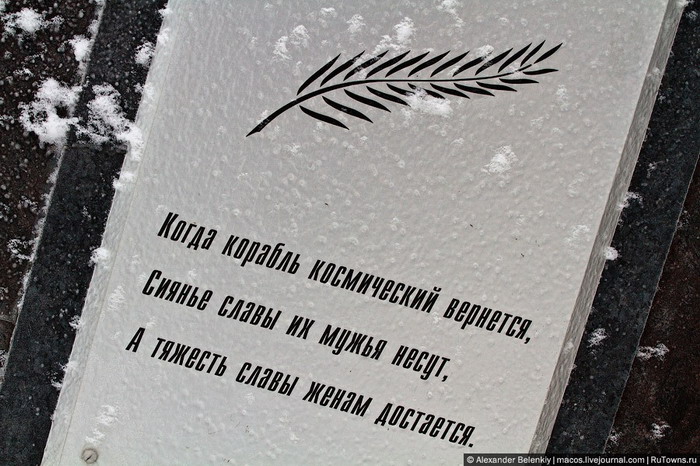 Когда корабль космический вернется,
Сиянье славы их мужья несут,
А тяжесть славы женам достается.
© Alexander Belenkiy | macos.livejournal.com | RuTowns.ru